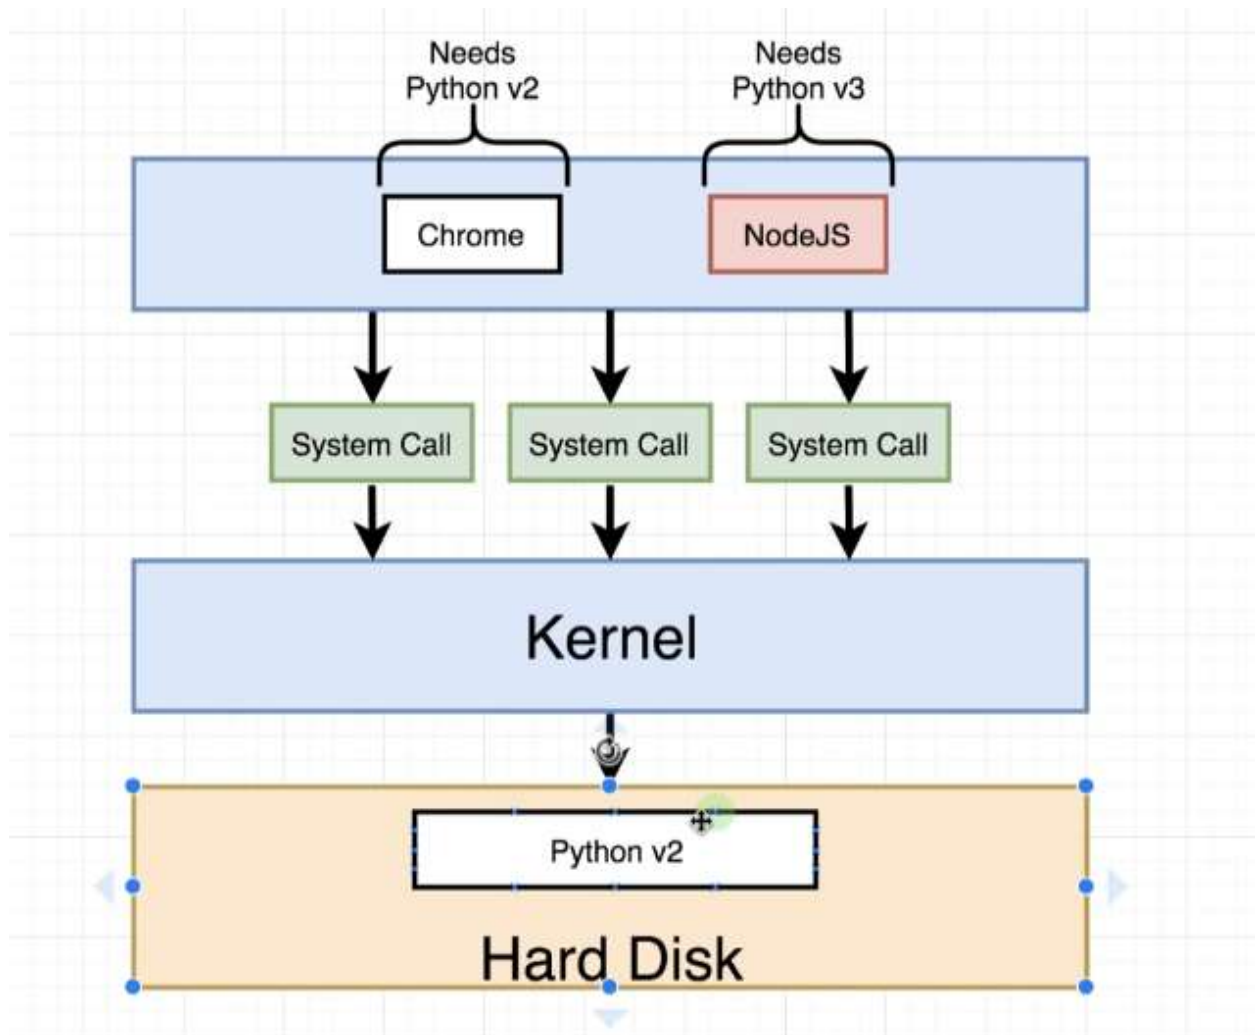 Needs
Python v2
Needs
Python v3
Chrome
NodeJS
System Call
System Call
System Call
Kernel
Python v2
Hard Disk